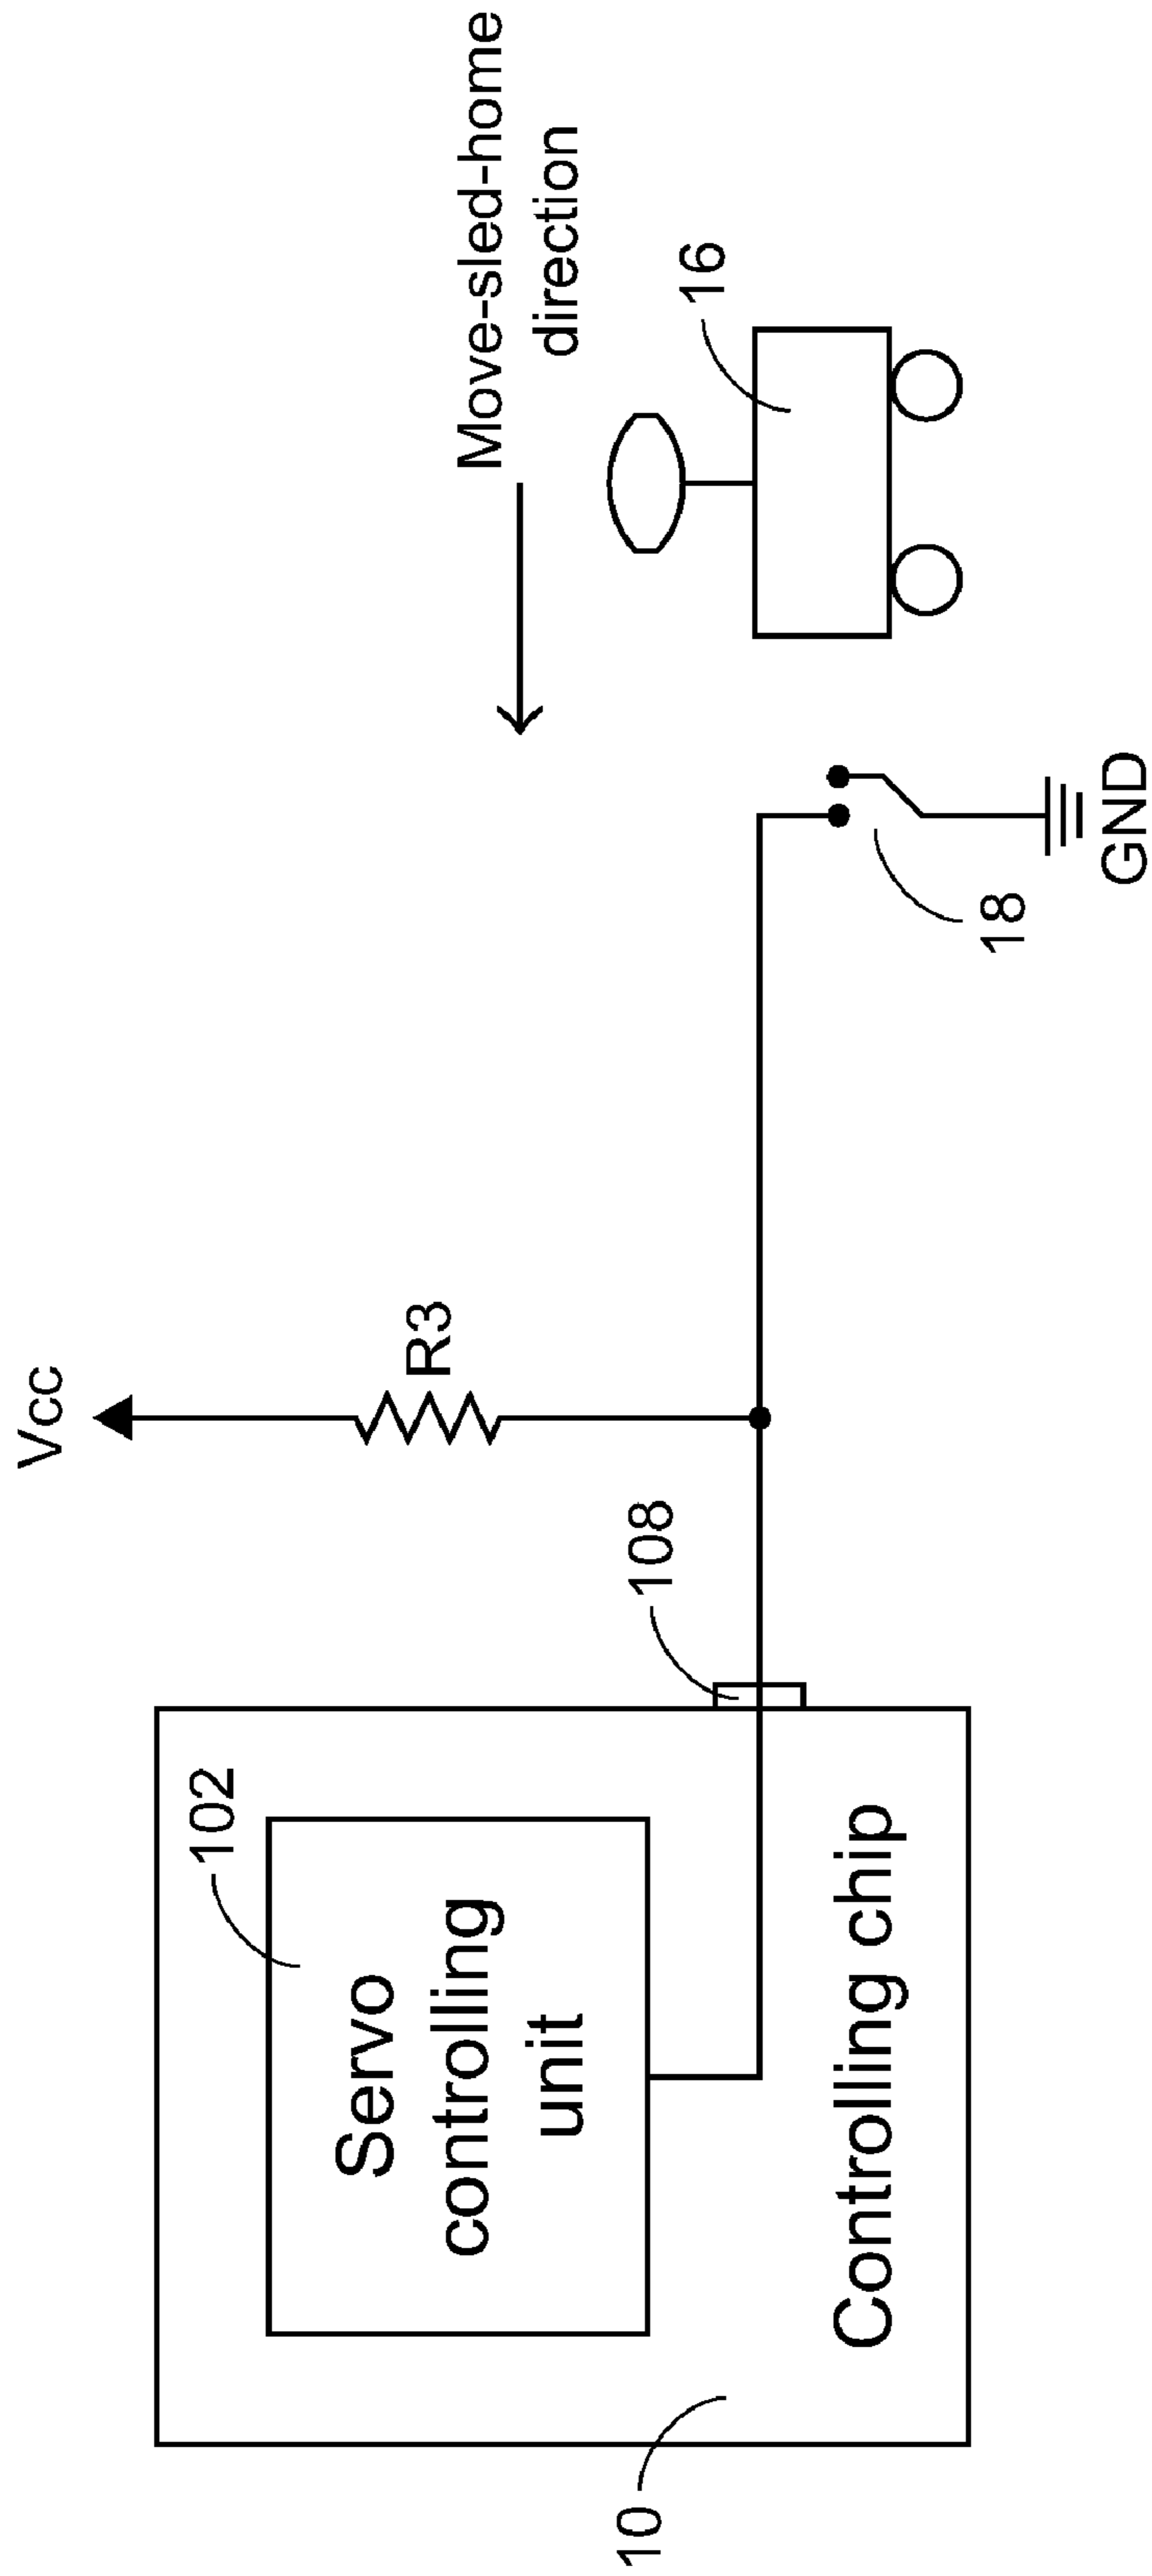 Vcc
R3
Move-sled-home
direction
102
108
16
Servo
controlling
unit
18
10
Controlling chip
GND